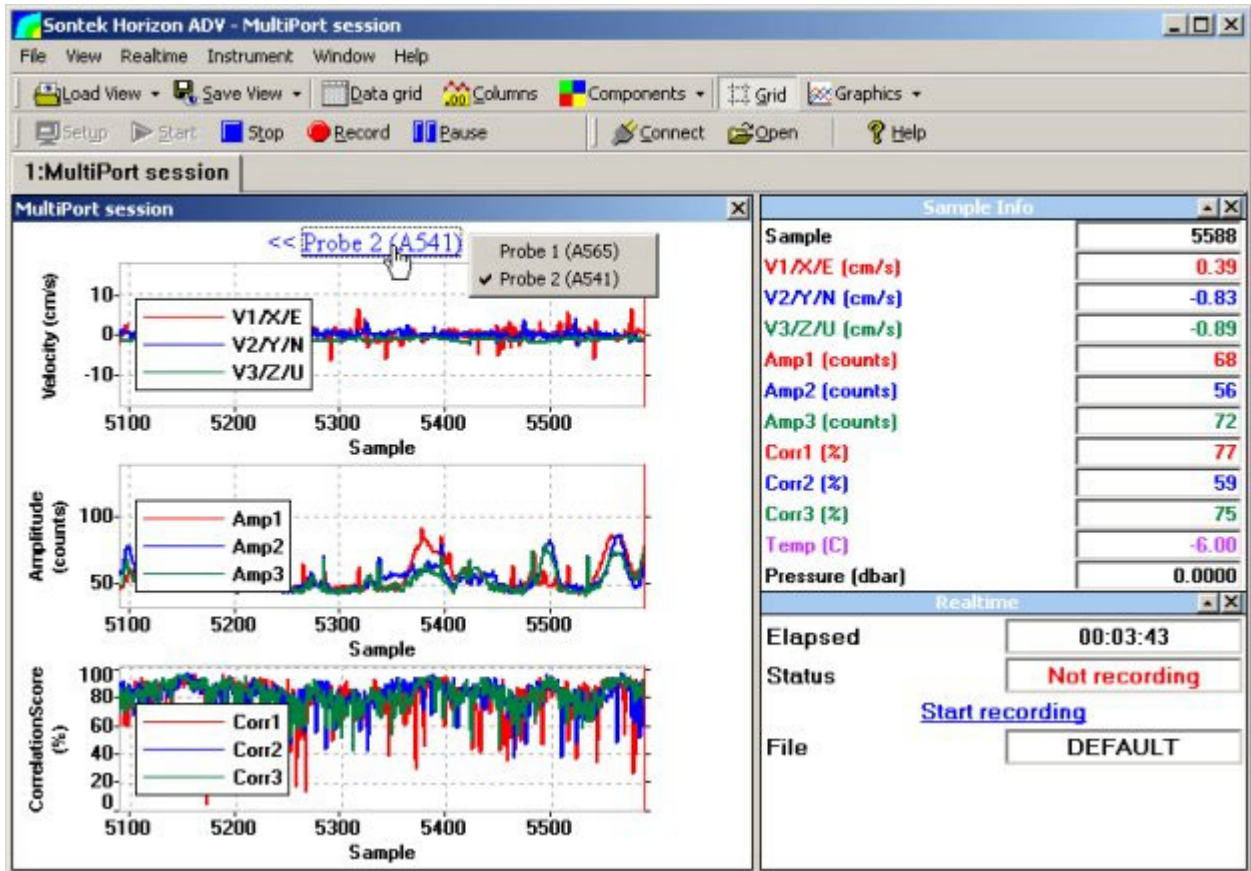 Sontek Horizon ADV - MultiPort session
File View Realtime Instrument Window Help
Load View Save View Data grid .00 Columns Components Grid Graphics
Setup Start Stop Record Pause Connect Open Help
1:MultiPort session
MultiPort session
<< Probe 2 (A541)
Probe 1 (A565)
✓ Probe 2 (A541)
Velocity (cm/s)
10
0
-10
V1/X/E
V2/Y/N
V3/Z/U
5100 5200 5300 5400 5500
Sample
Amplitude
(counts)
100
50
Amp1
Amp2
Amp3
5100 5200 5300 5400 5500
Sample
CorrelationScore
(%)
100
80
60
40
20
0
Corr1
Corr2
Corr3
5100 5200 5300 5400 5500
Sample
Sample Info
Sample 5588
V1/X/E (cm/s) 0.39
V2/Y/N (cm/s) -0.83
V3/Z/U (cm/s) -0.89
Amp1 (counts) 68
Amp2 (counts) 56
Amp3 (counts) 72
Corr1 (%) 77
Corr2 (%) 59
Corr3 (%) 75
Temp (C) -6.00
Pressure (dbar) 0.0000
Realtime
Elapsed 00:03:43
Status Not recording
Start recording
File DEFAULT